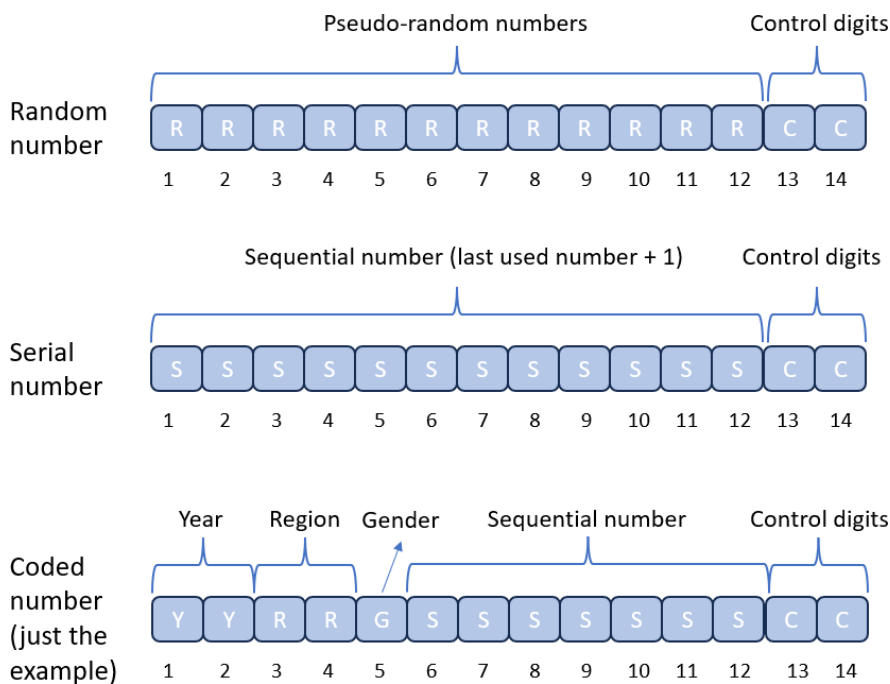 Pseudo-random numbers Control digits
Random
number
R R R R R R R R R R R R C C
1 2 3 4 5 6 7 8 9 10 11 12 13 14
Sequential number (last used number + 1) Control digits
Serial
number
S S S S S S S S S S S S C C
1 2 3 4 5 6 7 8 9 10 11 12 13 14
Year Region Gender Sequential number Control digits
Coded
number
(just the
example)
Y Y R R G S S S S S S S C C
1 2 3 4 5 6 7 8 9 10 11 12 13 14